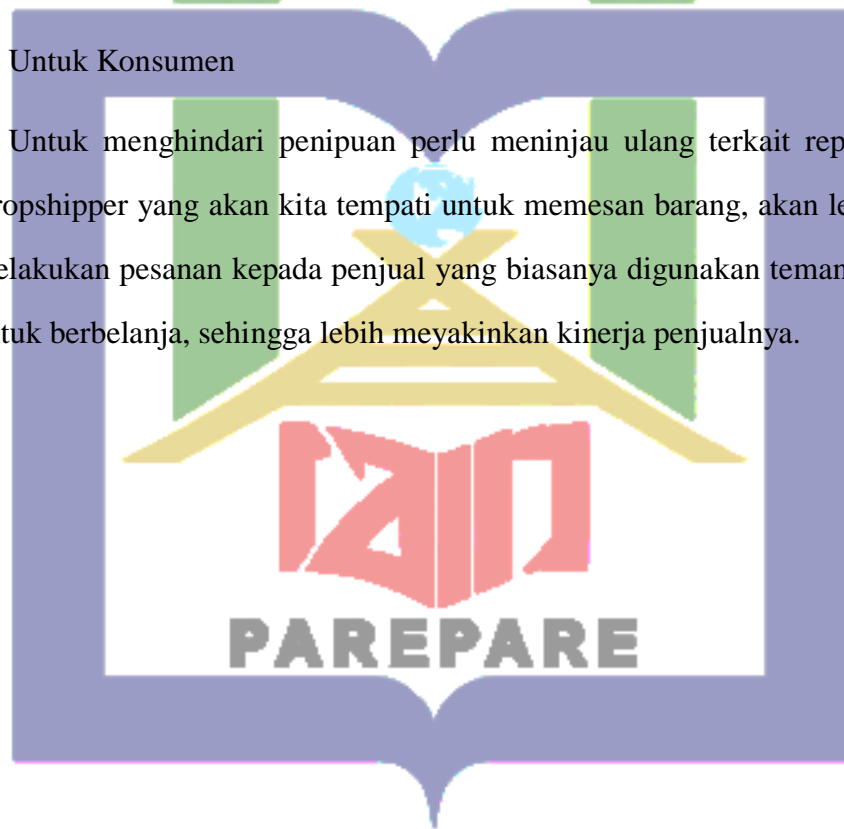 Untuk Konsumen
Untuk menghindari penipuan perlu meninjau ulang terkait rep
ropshipper yang akan kita tempati untuk memesan barang, akan le
elakukan pesanan kepada penjual yang biasanya digunakan teman
tuk berbelanja, sehingga lebih meyakinkan kinerja penjualnya.
iain
PAREPARE